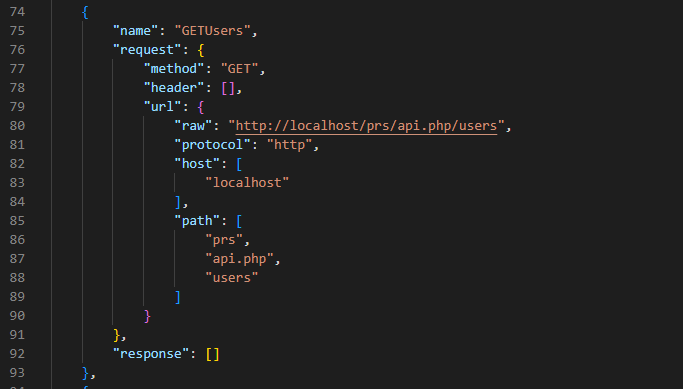 74 {
75 "name": "GETUsers",
76 "request": {
77 "method": "GET",
78 "header": [],
79 "url": {
80 "raw": "http://localhost/prs/api.php/users",
81 "protocol": "http",
82 "host": [
83 "localhost"
84 ],
85 "path": [
86 "prs",
87 "api.php",
88 "users"
89 ]
90 }
91 },
92 "response": []
93 },